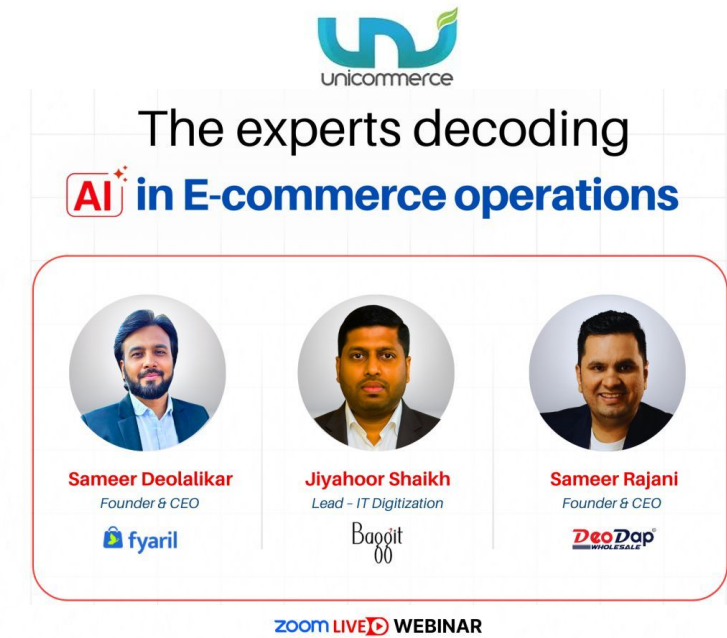 unicommerce
The experts decoding
AI in E-commerce operations
Sameer Deolalikar
Founder & CEO
fyaril
Jiyahoor Shaikh
Lead – IT Digitization
Baggit
Sameer Rajani
Founder & CEO
DeoDap
WHOLESALE
zoom LIVE WEBINAR